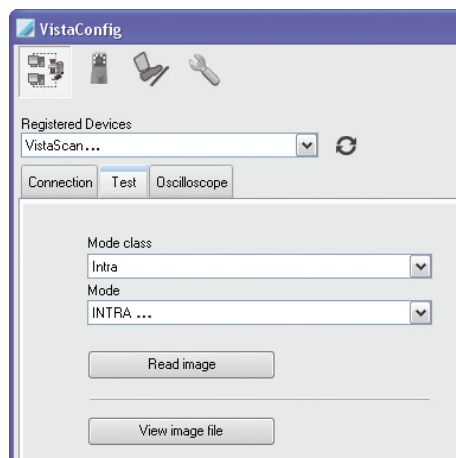 VistaConfig
Registered Devices
VistaScan...
Connection Test Oscilloscope
Mode class
Intra
Mode
INTRA ...
Read image
View image file